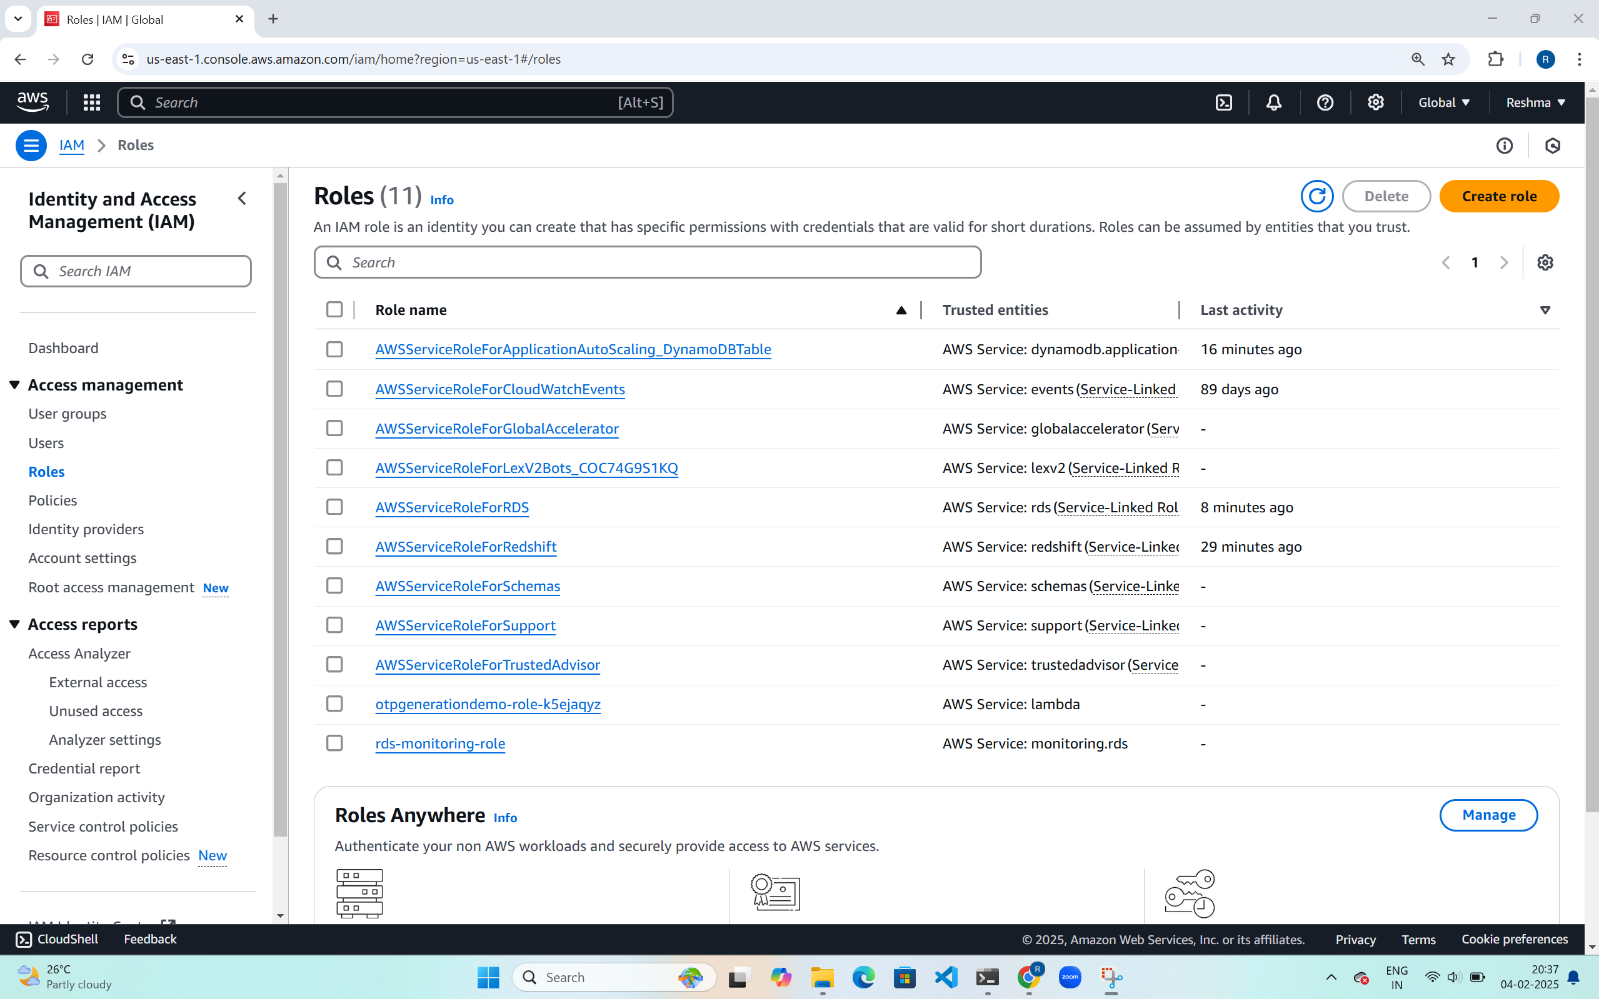 Roles | IAM | Global
us-east-1.console.aws.amazon.com/iam/home?region=us-east-1#/roles
R
aws
Search
[Alt+S]
Global
Reshma
IAM
Roles
Identity and Access
Management (IAM)
Search IAM
Dashboard
Access management
User groups
Users
Roles
Policies
Identity providers
Account settings
Root access management New
Access reports
Access Analyzer
External access
Unused access
Analyzer settings
Credential report
Organization activity
Service control policies
Resource control policies New
Roles (11) Info
Delete
Create role
An IAM role is an identity you can create that has specific permissions with credentials that are valid for short durations. Roles can be assumed by entities that you trust.
Search
1
Role name Trusted entities Last activity
AWSServiceRoleForApplicationAutoScaling_DynamoDBTable AWS Service: dynamodb.application- 16 minutes ago
AWSServiceRoleForCloudWatchEvents AWS Service: events (Service-Linked 89 days ago
AWSServiceRoleForGlobalAccelerator AWS Service: globalaccelerator (Serv -
AWSServiceRoleForLexV2Bots_COC74G9S1KQ AWS Service: lexv2 (Service-Linked R -
AWSServiceRoleForRDS AWS Service: rds (Service-Linked Rol 8 minutes ago
AWSServiceRoleForRedshift AWS Service: redshift (Service-Linked 29 minutes ago
AWSServiceRoleForSchemas AWS Service: schemas (Service-Linke -
AWSServiceRoleForSupport AWS Service: support (Service-Linked -
AWSServiceRoleForTrustedAdvisor AWS Service: trustedadvisor (Service -
otpgenerationdemo-role-k5ejaqyz AWS Service: lambda -
rds-monitoring-role AWS Service: monitoring.rds -
Roles Anywhere Info
Manage
Authenticate your non AWS workloads and securely provide access to AWS services.
CloudShell
Feedback
© 2025, Amazon Web Services, Inc. or its affiliates.
Privacy
Terms
Cookie preferences
26°C
Partly cloudy
Search
R
zoom
ENG
IN
20:37
04-02-2025